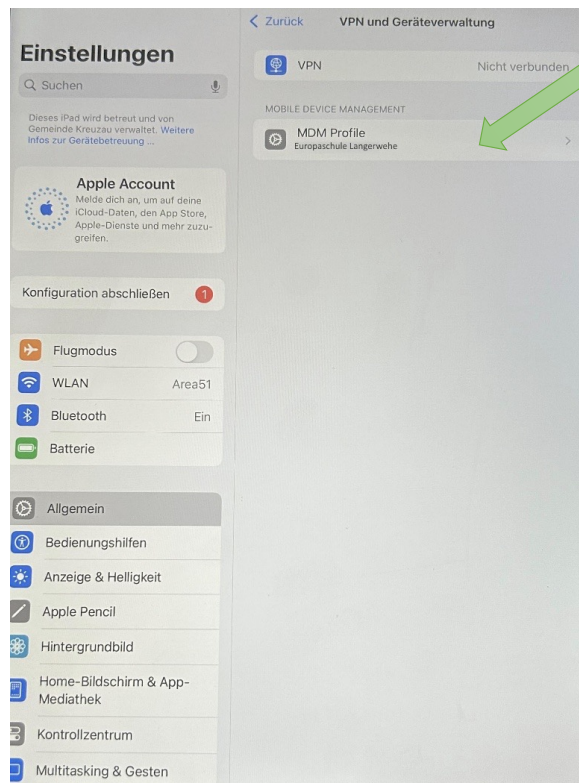 Einstellungen
Suchen
Dieses iPad wird betreut und von
Gemeinde Kreuzau verwaltet. Weitere
Infos zur Gerätebetreuung ...
Apple Account
Melde dich an, um auf deine
iCloud-Daten, den App Store,
Apple-Dienste und mehr zuzu-
greifen.
Konfiguration abschließen 1
Flugmodus
WLAN Area51
Bluetooth Ein
Batterie
Allgemein
Bedienungshilfen
Anzeige & Helligkeit
Apple Pencil
Hintergrundbild
Home-Bildschirm & App-
Mediathek
Kontrollzentrum
Multitasking & Gesten
Zurück VPN und Geräteverwaltung
VPN Nicht verbunden
MOBILE DEVICE MANAGEMENT
MDM Profile
Europaschule Langerwehe